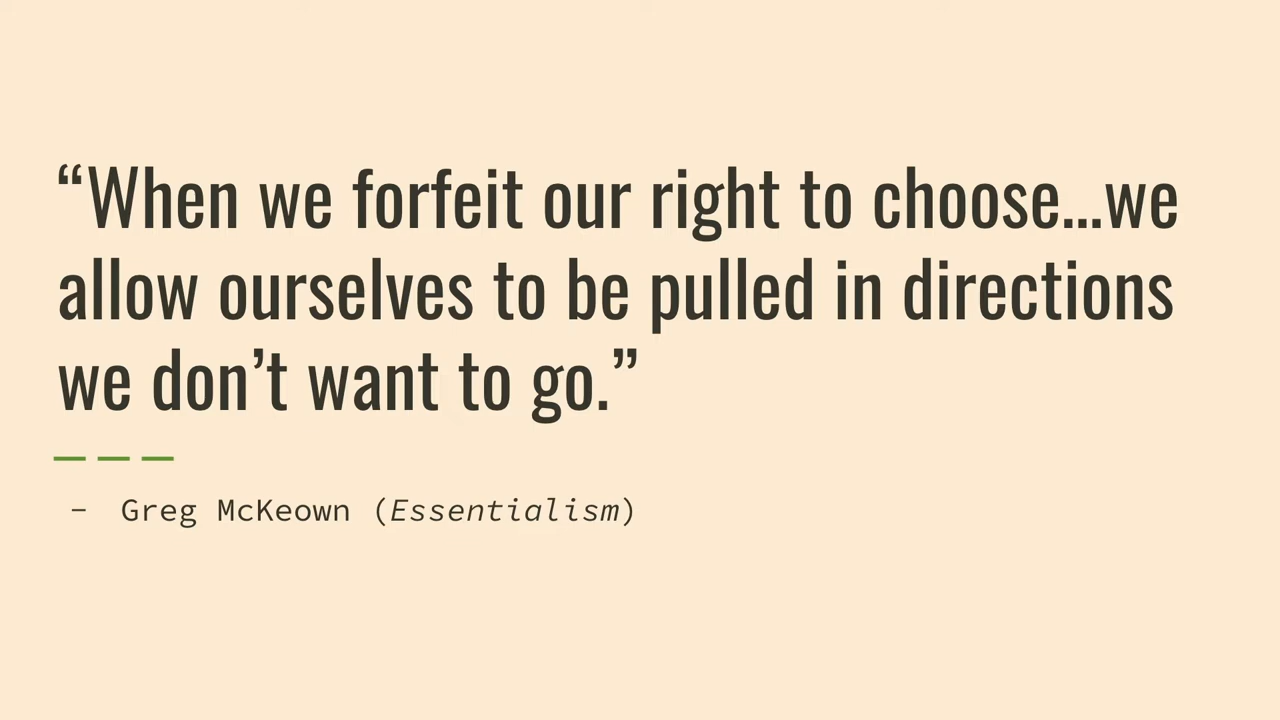 “When we forfeit our right to choose...we
allow ourselves to be pulled in directions
we don’t want to go.”
− Greg McKeown (Essentialism)